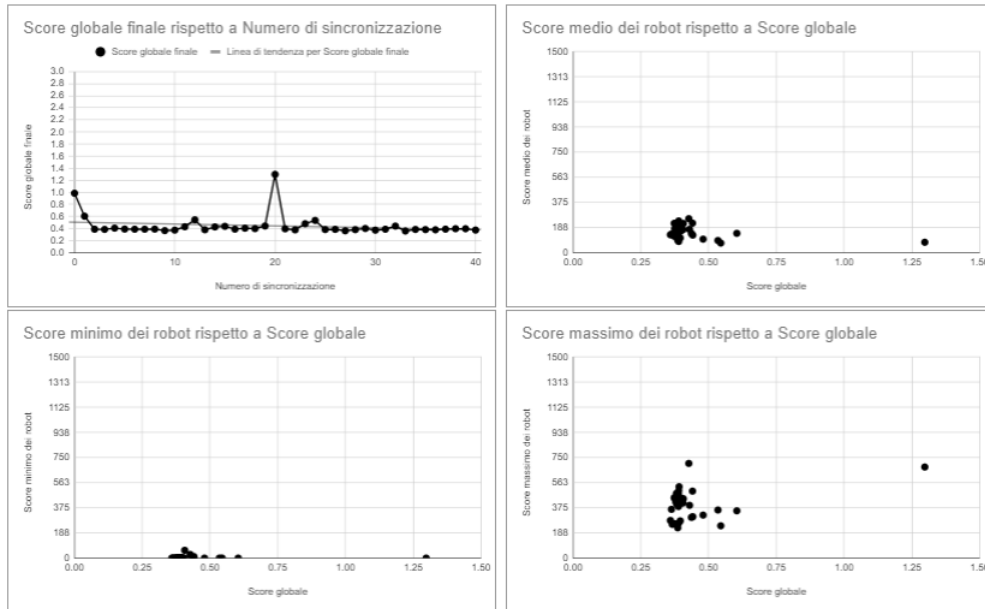 Score globale finale rispetto a Numero di sincronizzazione
Score globale finale
Linea di tendenza per Score globale finale
Score globale finale
3.0
2.8
2.6
2.4
2.2
2.0
1.8
1.6
1.4
1.2
1.0
0.8
0.6
0.4
0.2
0.0
0 10 20 30 40
Numero di sincronizzazione
Score medio dei robot rispetto a Score globale
Score medio dei robot
1500
1313
1125
938
750
563
375
188
0
0.00 0.25 0.50 0.75 1.00 1.25 1.50
Score globale
Score minimo dei robot rispetto a Score globale
Score minimo dei robot
1500
1313
1125
938
750
563
375
188
0
0.00 0.25 0.50 0.75 1.00 1.25 1.50
Score globale
Score massimo dei robot rispetto a Score globale
Score massimo dei robot
1500
1313
1125
938
750
563
375
188
0
0.00 0.25 0.50 0.75 1.00 1.25 1.50
Score globale